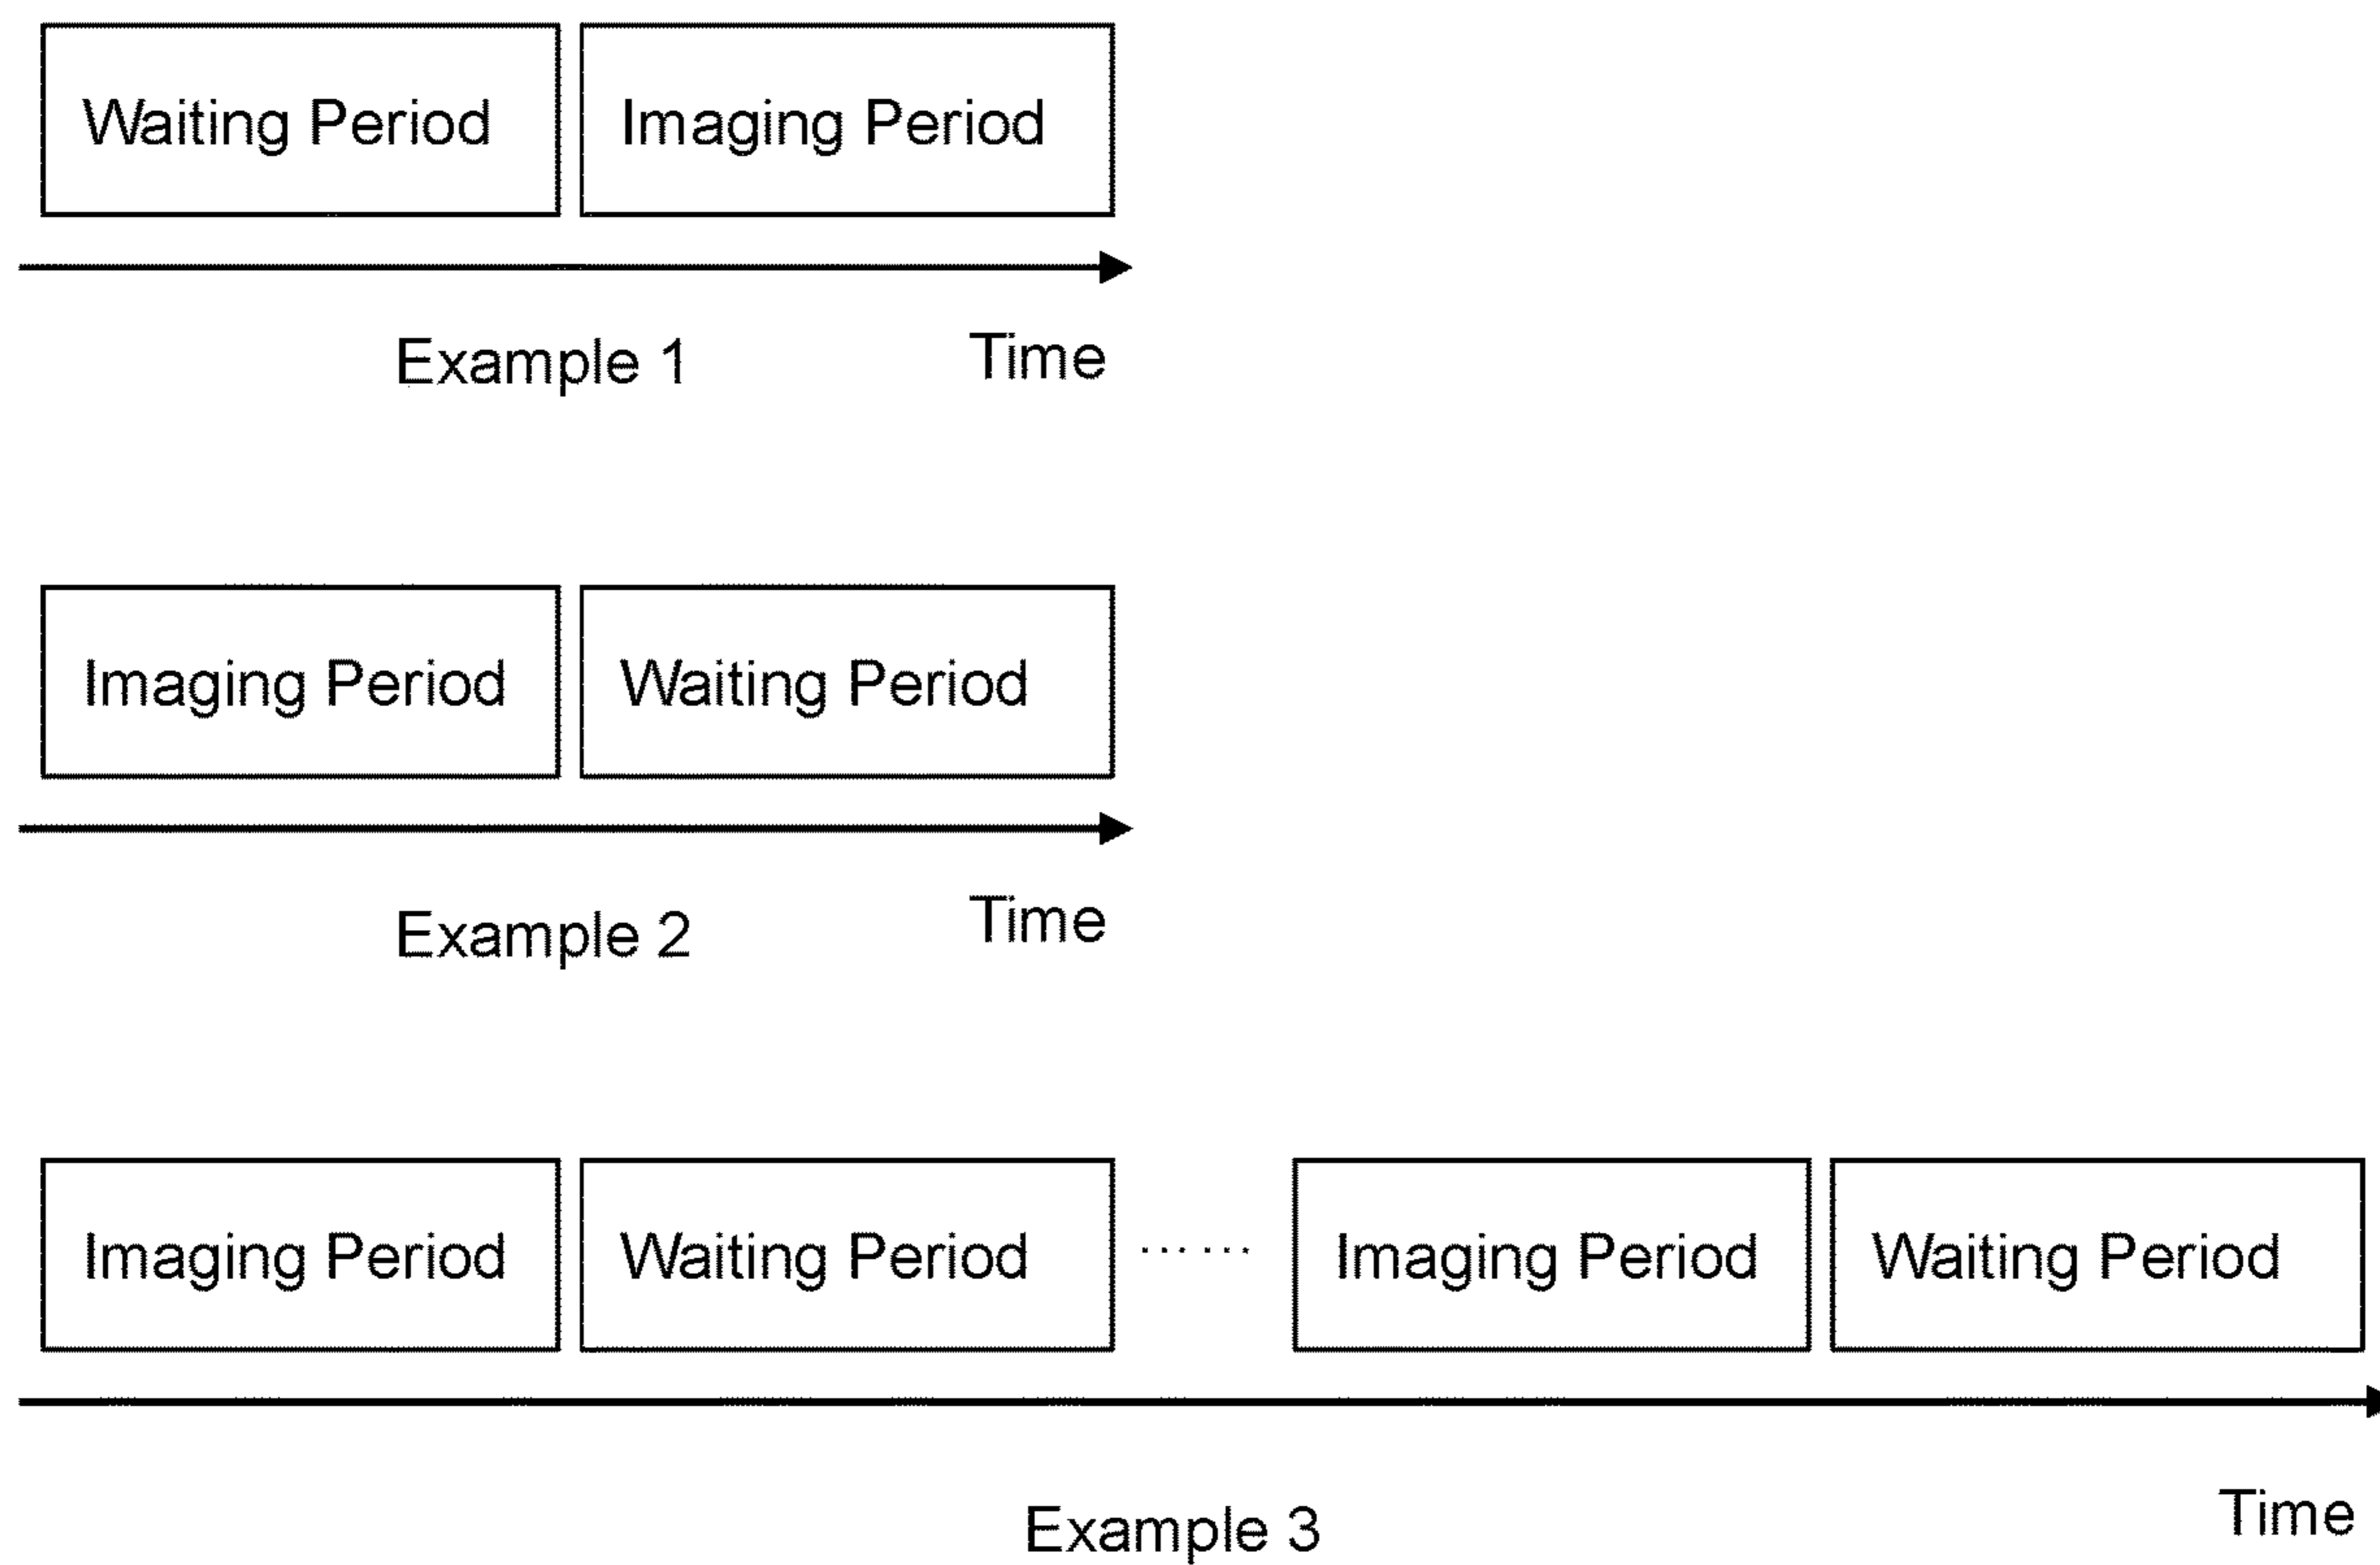 Waiting Period Imaging Period
Example 1 Time
Imaging Period Waiting Period
Example 2 Time
Imaging Period Waiting Period ...... Imaging Period Waiting Period
Time
Example 3